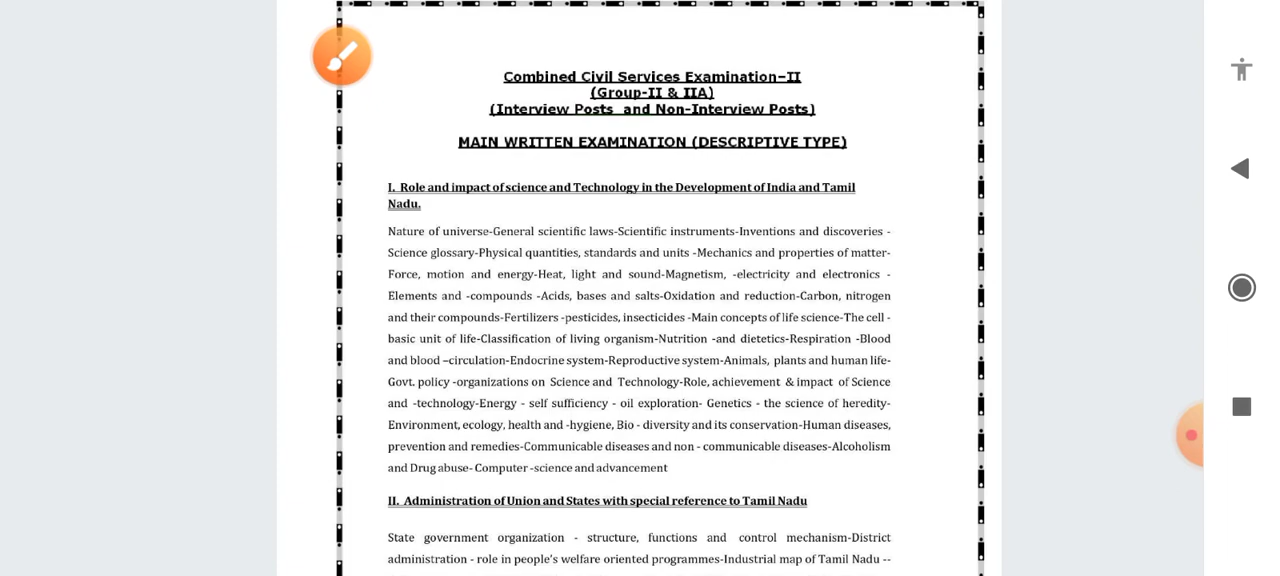 Combined Civil Services Examination–II
(Group-II & IIA)
(Interview Posts and Non-Interview Posts)
MAIN WRITTEN EXAMINATION (DESCRIPTIVE TYPE)
I. Role and impact of science and Technology in the Development of India and Tamil
Nadu.
Nature of universe-General scientific laws-Scientific instruments-Inventions and discoveries -
Science glossary-Physical quantities, standards and units -Mechanics and properties of matter-
Force, motion and energy-Heat, light and sound-Magnetism, -electricity and electronics -
Elements and -compounds -Acids, bases and salts-Oxidation and reduction-Carbon, nitrogen
and their compounds-Fertilizers -pesticides, insecticides -Main concepts of life science-The cell -
basic unit of life-Classification of living organism-Nutrition -and dietetics-Respiration -Blood
and blood –circulation-Endocrine system-Reproductive system-Animals, plants and human life-
Govt. policy -organizations on Science and Technology-Role, achievement & impact of Science
and -technology-Energy - self sufficiency - oil exploration- Genetics - the science of heredity-
Environment, ecology, health and -hygiene, Bio - diversity and its conservation-Human diseases,
prevention and remedies-Communicable diseases and non - communicable diseases-Alcoholism
and Drug abuse- Computer -science and advancement
II. Administration of Union and States with special reference to Tamil Nadu
State government organization - structure, functions and control mechanism-District
administration - role in people's welfare oriented programmes-Industrial map of Tamil Nadu --